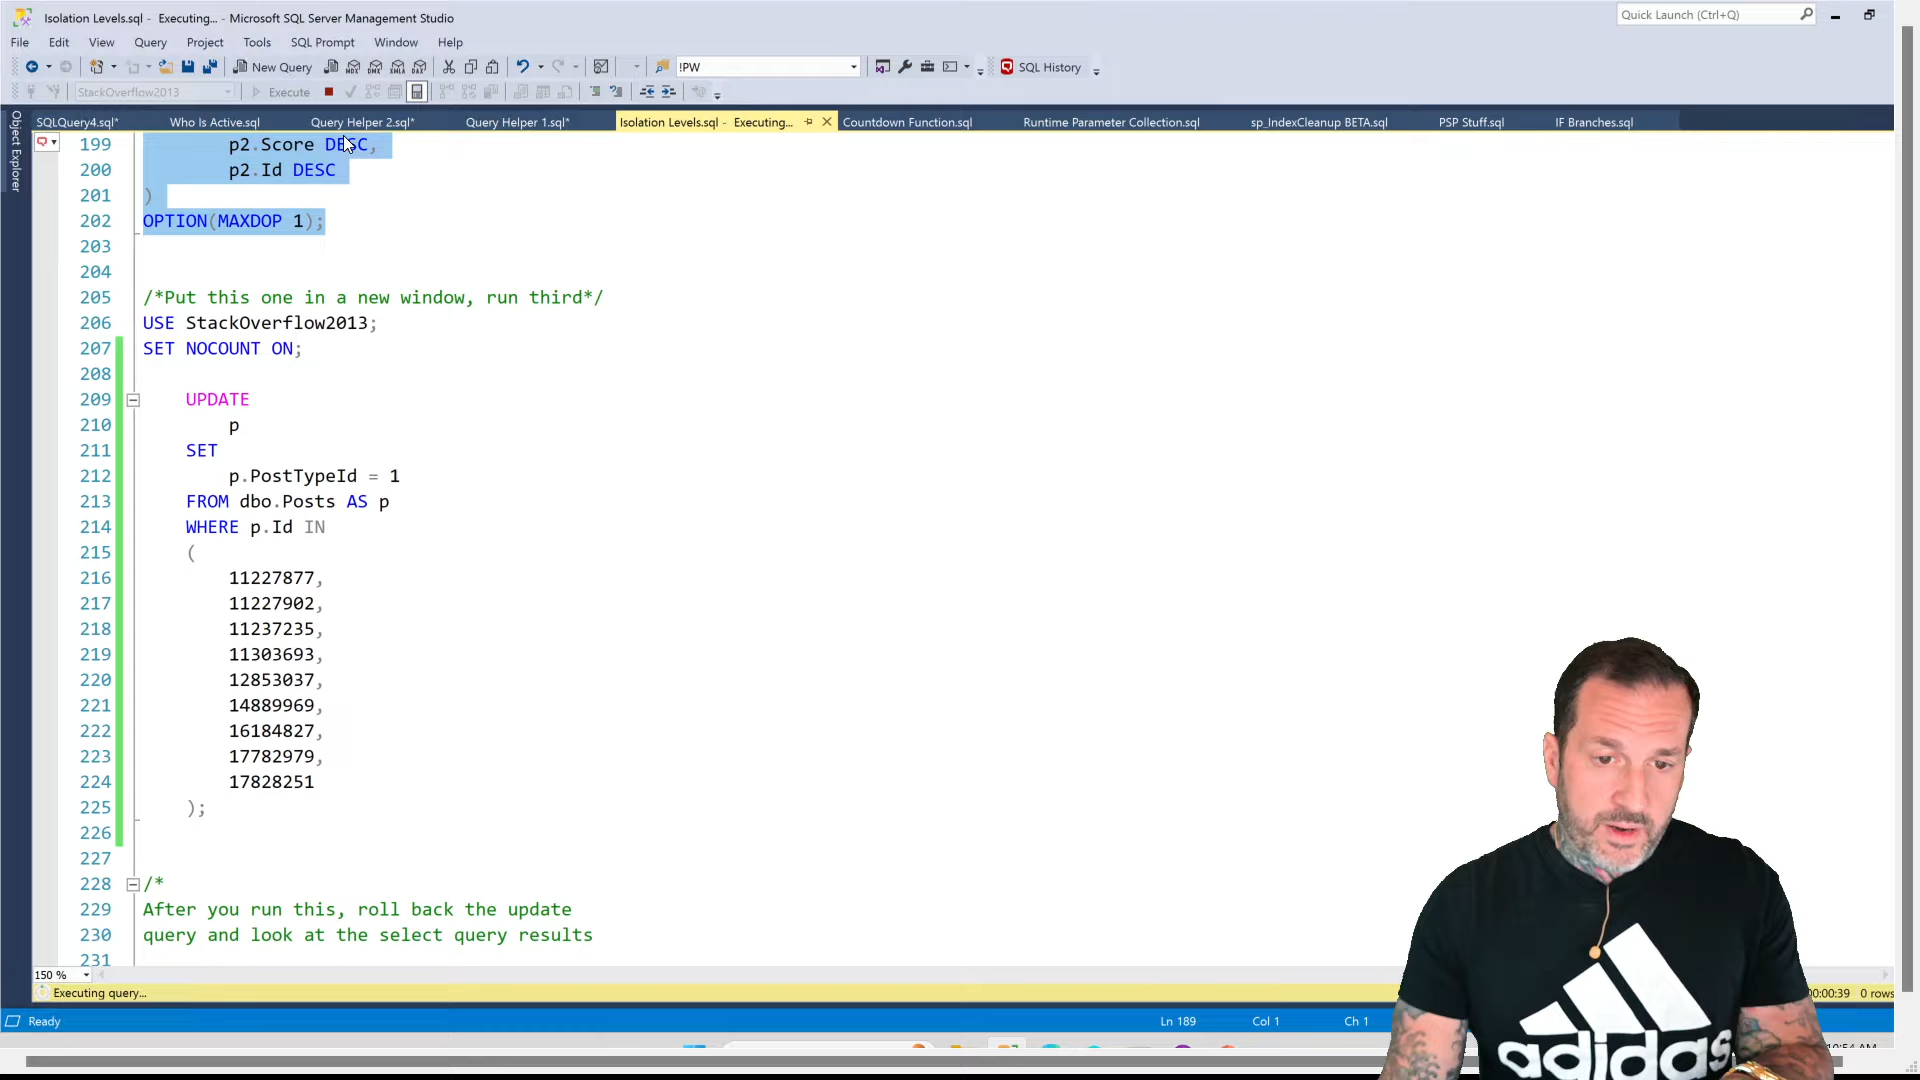 Isolation Levels.sql - Executing... - Microsoft SQL Server Management Studio
Quick Launch (Ctrl+Q)
File Edit View Query Project Tools SQL Prompt Window Help
New Query MDX DMX XMLA DAX !PW SQL History
StackOverflow2013 Execute
SQLQuery4.sql* Who Is Active.sql Query Helper 2.sql* Query Helper 1.sql* Isolation Levels.sql - Executing... Countdown Function.sql Runtime Parameter Collection.sql sp_IndexCleanup BETA.sql PSP Stuff.sql IF Branches.sql
Object Explorer
199 p2.Score DESC,
200 p2.Id DESC
201 )
202 OPTION(MAXDOP 1);
203
204
205 /*Put this one in a new window, run third*/
206 USE StackOverflow2013;
207 SET NOCOUNT ON;
208
209 UPDATE
210 p
211 SET
212 p.PostTypeId = 1
213 FROM dbo.Posts AS p
214 WHERE p.Id IN
215 (
216 11227877,
217 11227902,
218 11237235,
219 11303693,
220 12853037,
221 14889969,
222 16184827,
223 17782979,
224 17828251
225 );
226
227
228 /*
229 After you run this, roll back the update
230 query and look at the select query results
231
150 %
Executing query... 00:00:39 0 rows
Ready Ln 189 Col 1 Ch 1
adidas